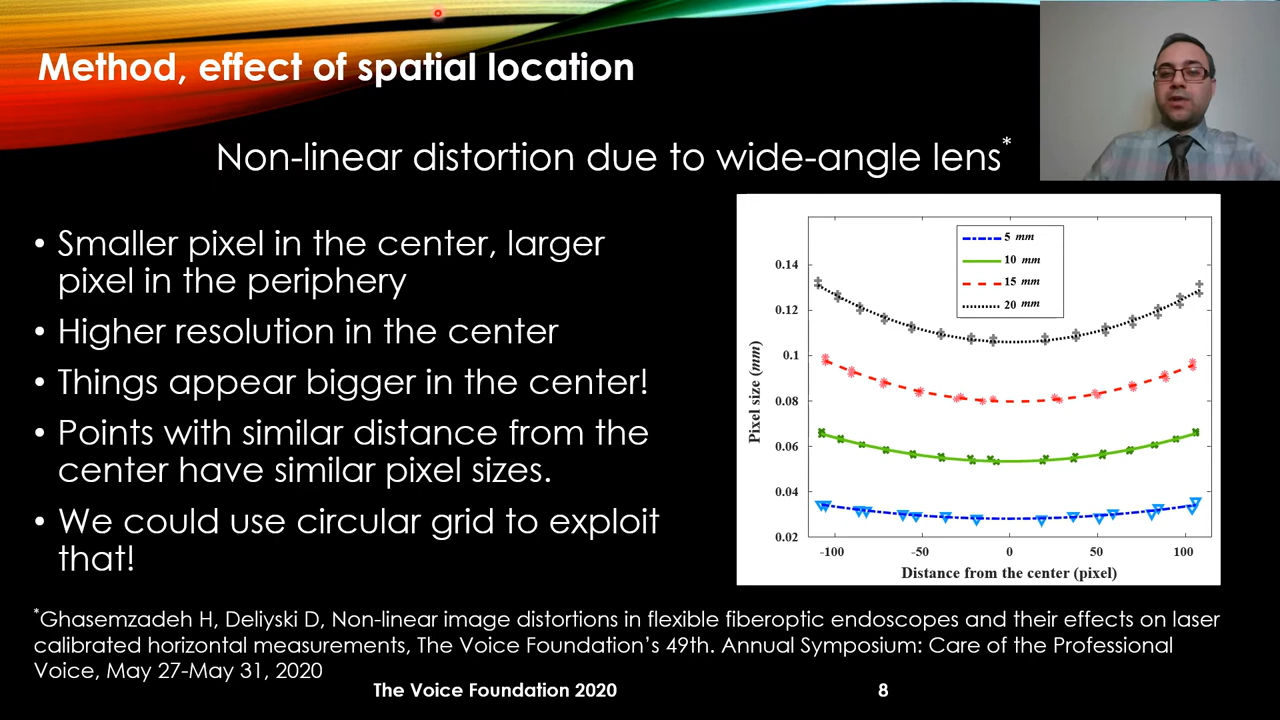 Method, effect of spatial location
Non-linear distortion due to wide-angle lens*
• Smaller pixel in the center, larger
pixel in the periphery
• Higher resolution in the center
• Things appear bigger in the center!
• Points with similar distance from the
center have similar pixel sizes.
• We could use circular grid to exploit
that!
5 mm
10 mm
15 mm
20 mm
0.14
0.12
0.1
0.08
0.06
0.04
0.02
Pixel size (mm)
-100 -50 0 50 100
Distance from the center (pixel)
*Ghasemzadeh H, Deliyski D, Non-linear image distortions in flexible fiberoptic endoscopes and their effects on laser
calibrated horizontal measurements, The Voice Foundation's 49th. Annual Symposium: Care of the Professional
Voice, May 27-May 31, 2020
The Voice Foundation 2020 8